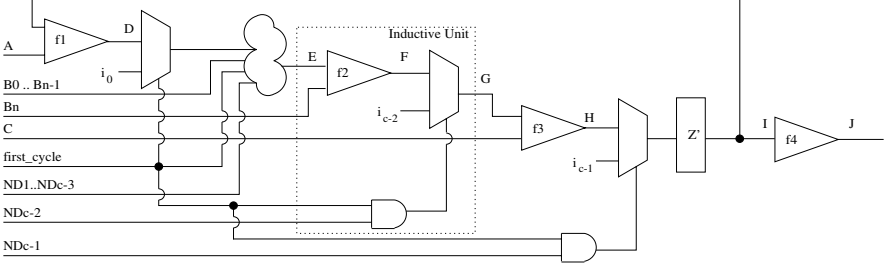 Inductive Unit
D
f1
A
i0
E
F
f2
G
B0 .. Bn-1
Bn
ic-2
C
f3
H
Z'
I
f4
J
first_cycle
ic-1
ND1..NDc-3
NDc-2
NDc-1